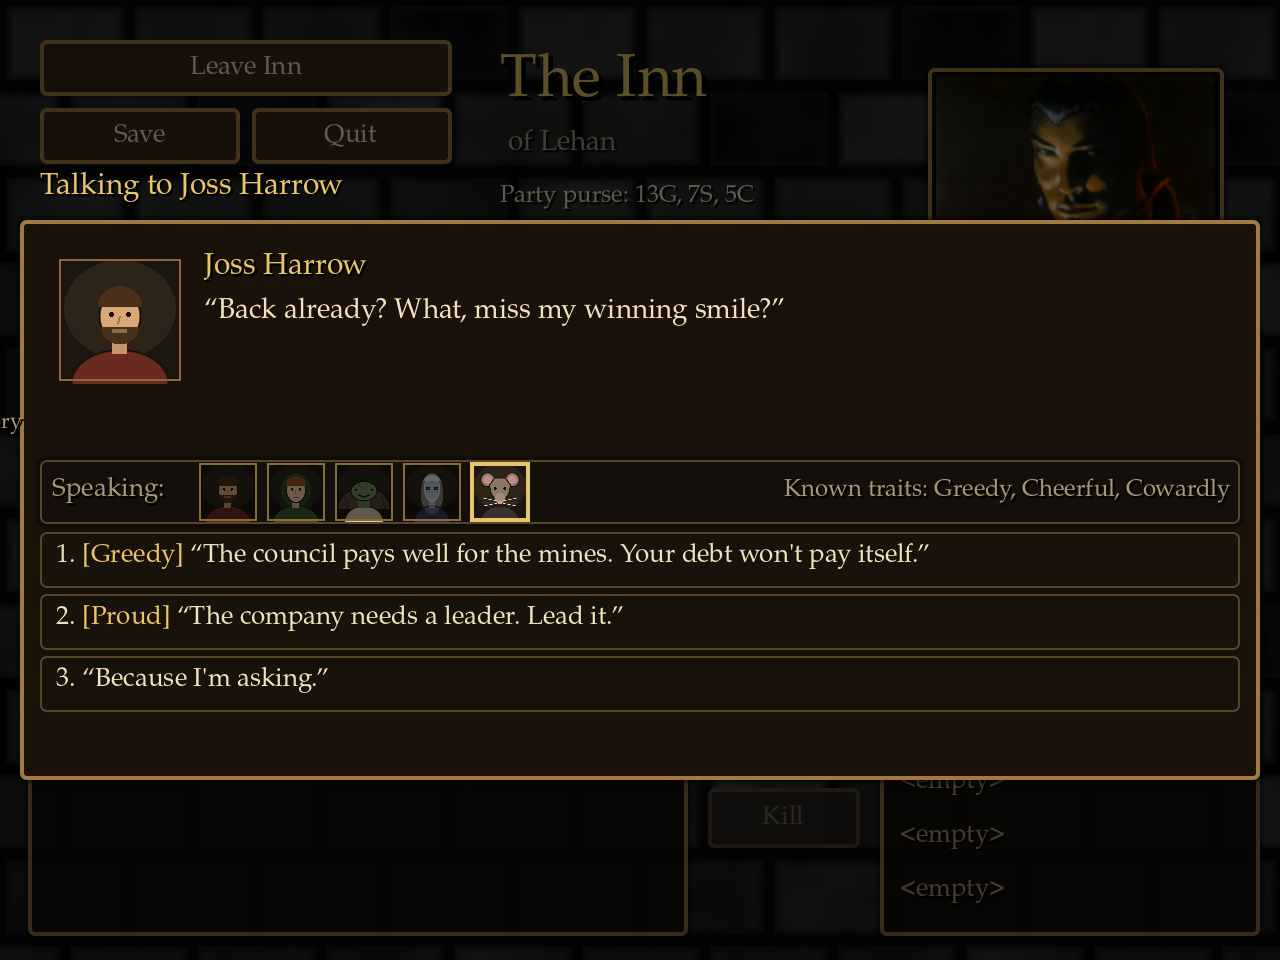 Leave Inn
The Inn
Save
Quit
of Lehan
Talking to Joss Harrow
Party purse: 13G, 7S, 5C
Joss Harrow
“Back already? What, miss my winning smile?”
ry
Speaking:
Known traits: Greedy, Cheerful, Cowardly
1. [Greedy] “The council pays well for the mines. Your debt won't pay itself.”
2. [Proud] “The company needs a leader. Lead it.”
3. “Because I'm asking.”
<empty>
Kill
<empty>
<empty>